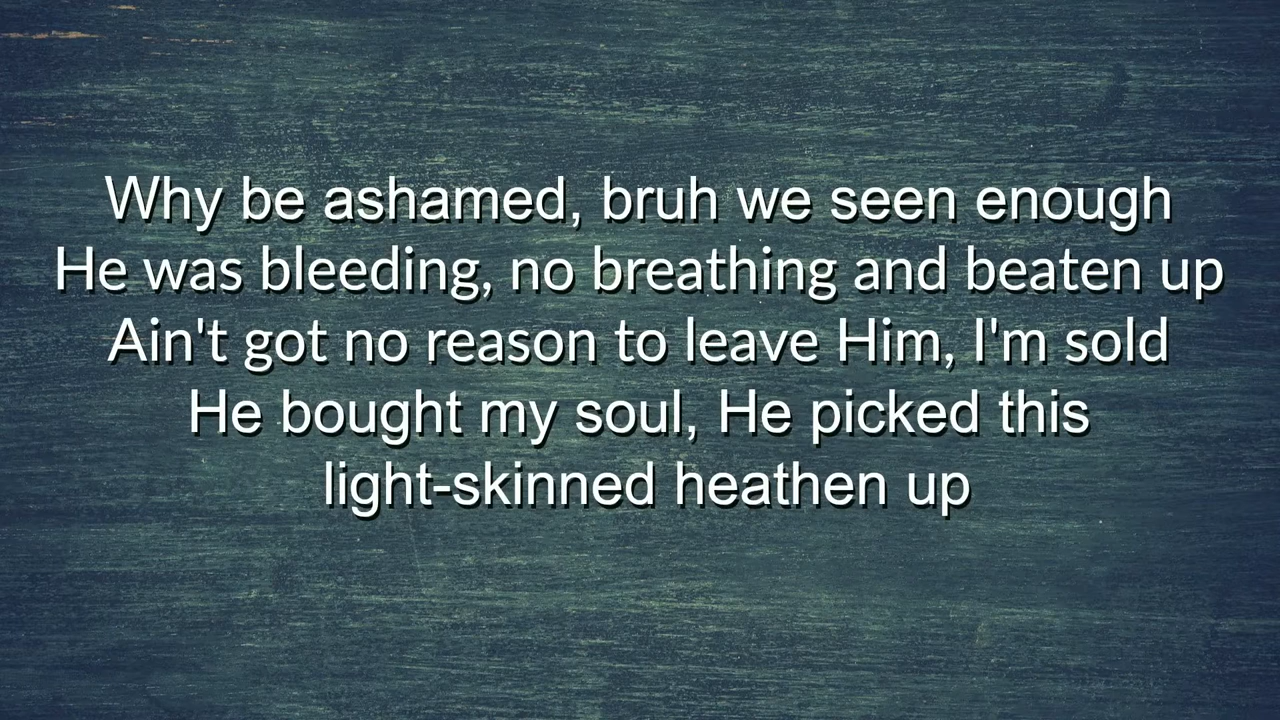 Why be ashamed, bruh we seen enough
He was bleeding, no breathing and beaten up
Ain't got no reason to leave Him, I'm sold
He bought my soul, He picked this
light-skinned heathen up